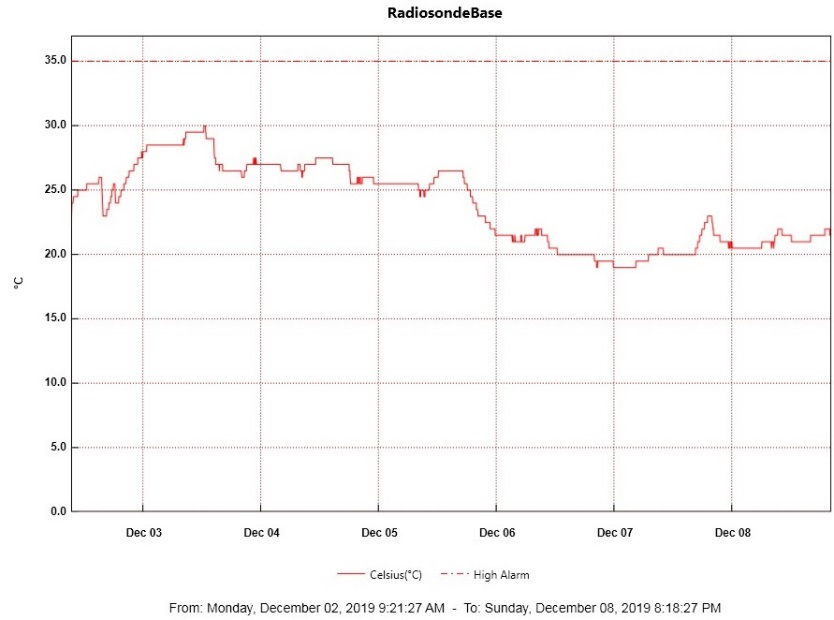 RadiosondeBase
35.0
30.0
25.0
20.0
15.0
10.0
5.0
0.0
°C
Dec 03 Dec 04 Dec 05 Dec 06 Dec 07 Dec 08
Celsius(°C) High Alarm
From: Monday, December 02, 2019 9:21:27 AM - To: Sunday, December 08, 2019 8:18:27 PM